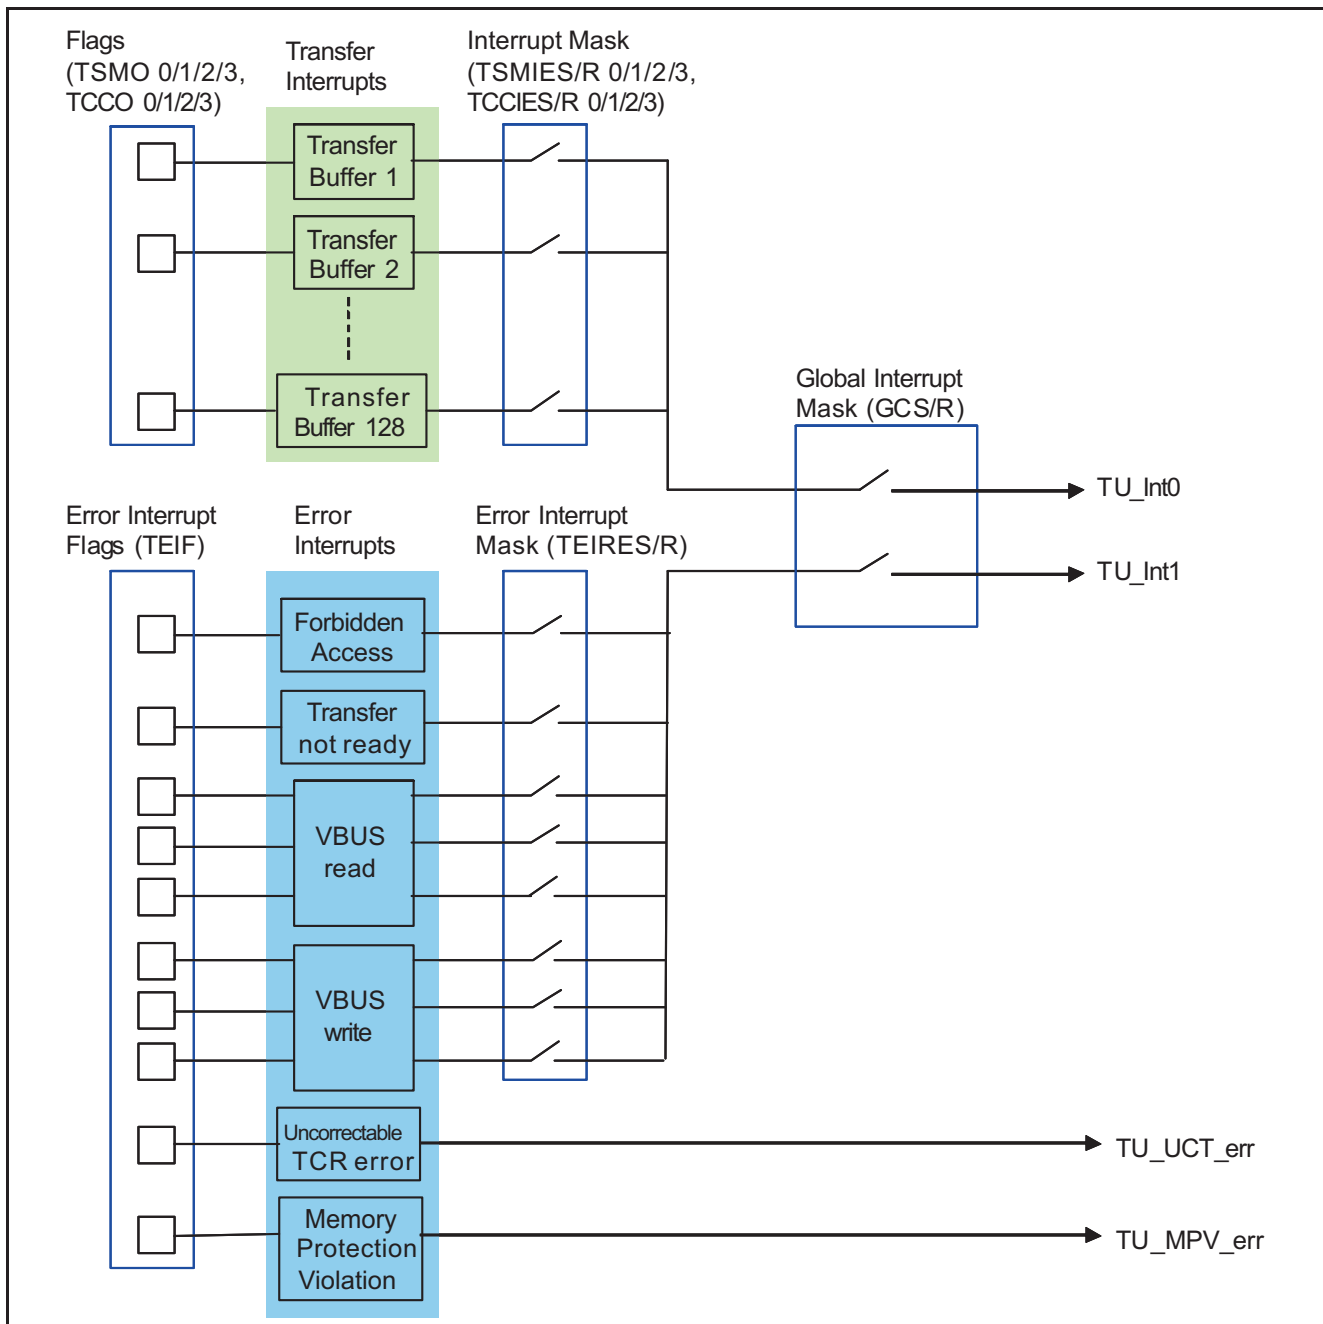 Flags
(TSMO 0/1/2/3,
TCCO 0/1/2/3)
Transfer
Interrupts
Interrupt Mask
(TSMIES/R 0/1/2/3,
TCCIES/R 0/1/2/3)
Transfer
Buffer 1
Transfer
Buffer 2
Transfer
Buffer 128
Global Interrupt
Mask (GCS/R)
TU_Int0
TU_Int1
Error Interrupt
Flags (TEIF)
Error
Interrupts
Error Interrupt
Mask (TEIRES/R)
Forbidden
Access
Transfer
not ready
VBUS
read
VBUS
write
Uncorrectable
TCR error
TU_UCT_err
Memory
Protection
Violation
TU_MPV_err